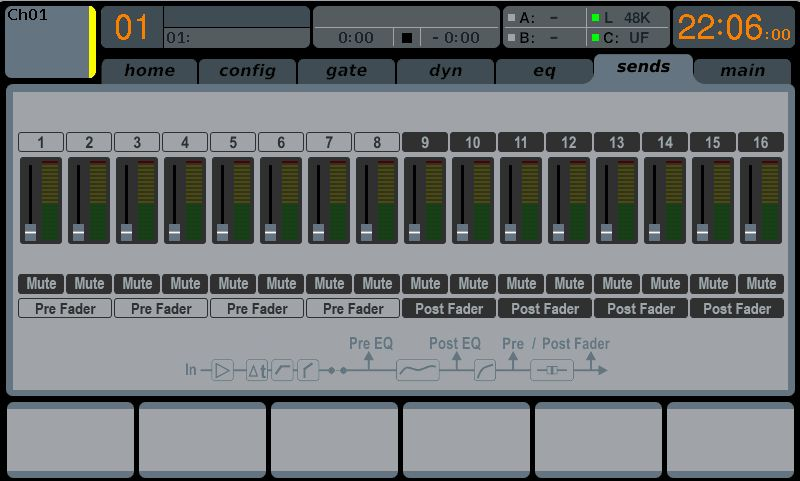 Ch01
01
01:
0:00 - 0:00
A: - L 48K
B: - C: UF
22:06:00
home config gate dyn eq sends main
1 2 3 4 5 6 7 8 9 10 11 12 13 14 15 16
Mute Mute Mute Mute Mute Mute Mute Mute Mute Mute Mute Mute Mute Mute Mute Mute
Pre Fader Pre Fader Pre Fader Pre Fader Post Fader Post Fader Post Fader Post Fader
Pre EQ Post EQ Pre / Post Fader
In Δt